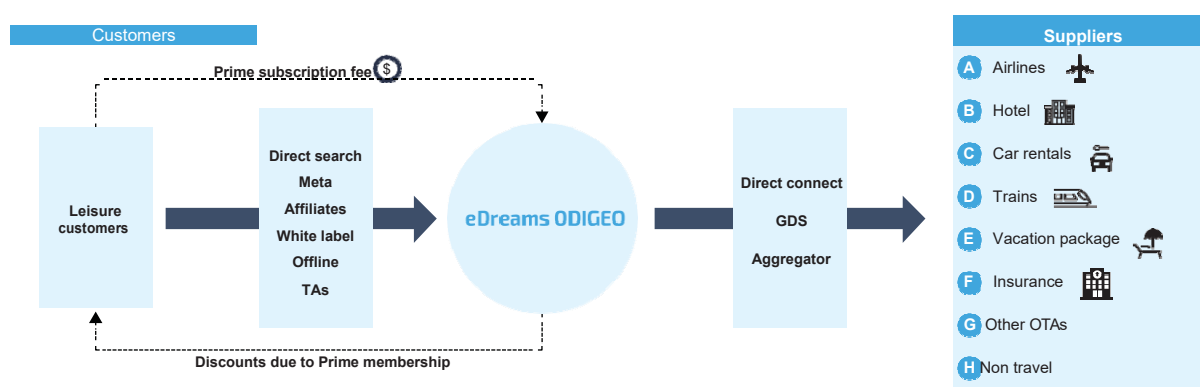 Customers
Suppliers
Prime subscription fee $
Leisure
customers
Direct search
Meta
Affiliates
White label
Offline
TAs
eDreams ODIGEO
Direct connect
GDS
Aggregator
Discounts due to Prime membership
A Airlines
B Hotel
C Car rentals
D Trains
E Vacation package
F Insurance
G Other OTAs
H Non travel